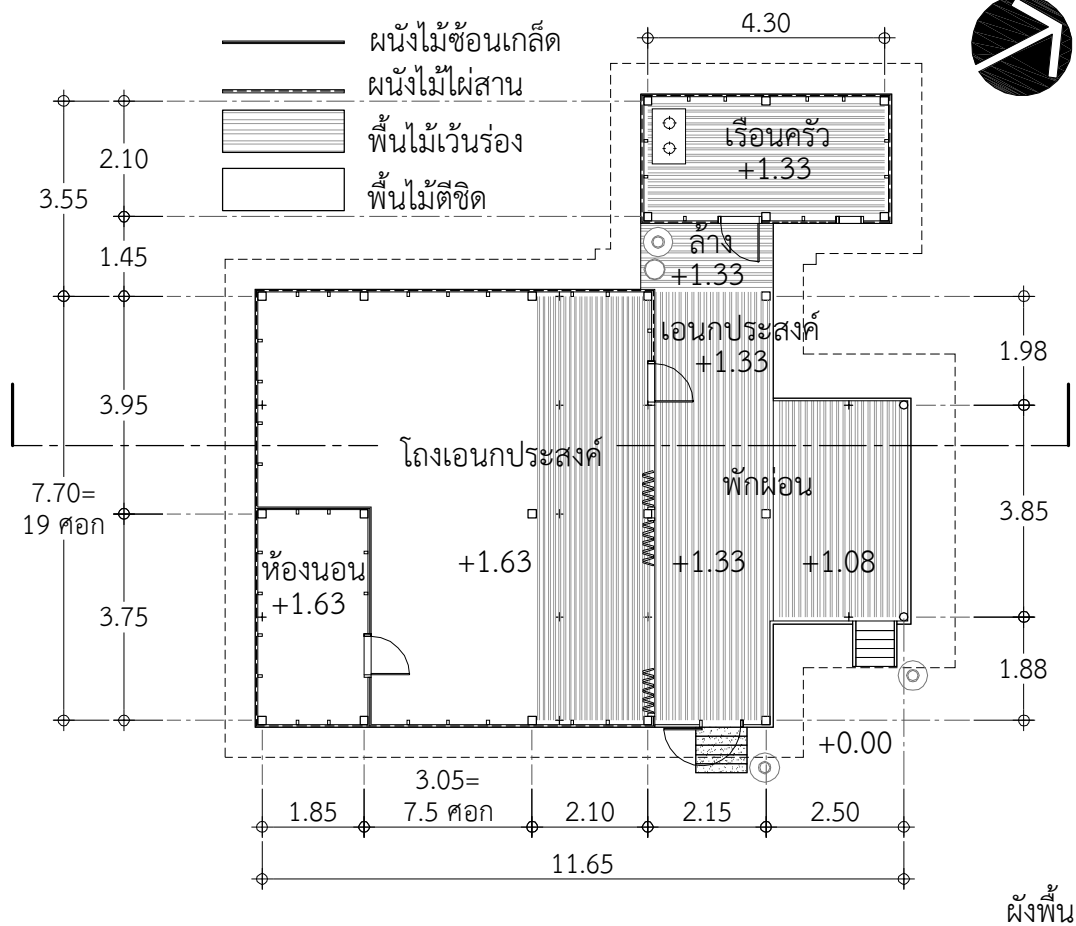 4.30
ผนังไม้ซ้อนเกล็ด
ผนังไม้ไผ่สาน
พื้นไม้เว้นร่อง
พื้นไม้ตีชิด
เรือนครัว
+1.33
2.10
3.55
1.45
ล้าง
+1.33
เอนกประสงค์
+1.33
1.98
3.95
โถงเอนกประสงค์
พักผ่อน
7.70=
19 ศอก
3.85
ห้องนอน
+1.63
+1.63
+1.33
+1.08
3.75
1.88
+0.00
3.05=
1.85
7.5 ศอก
2.10
2.15
2.50
11.65
ผังพื้น